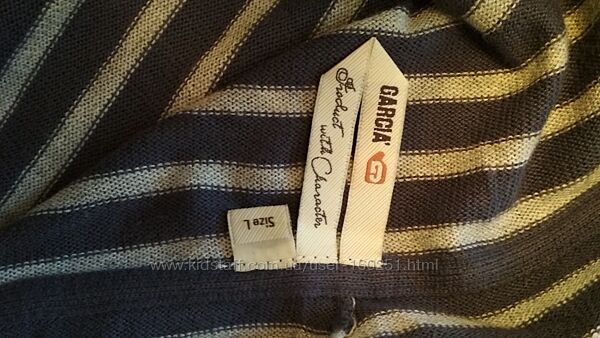 GARCIA'
G
Product
with Character
Size L